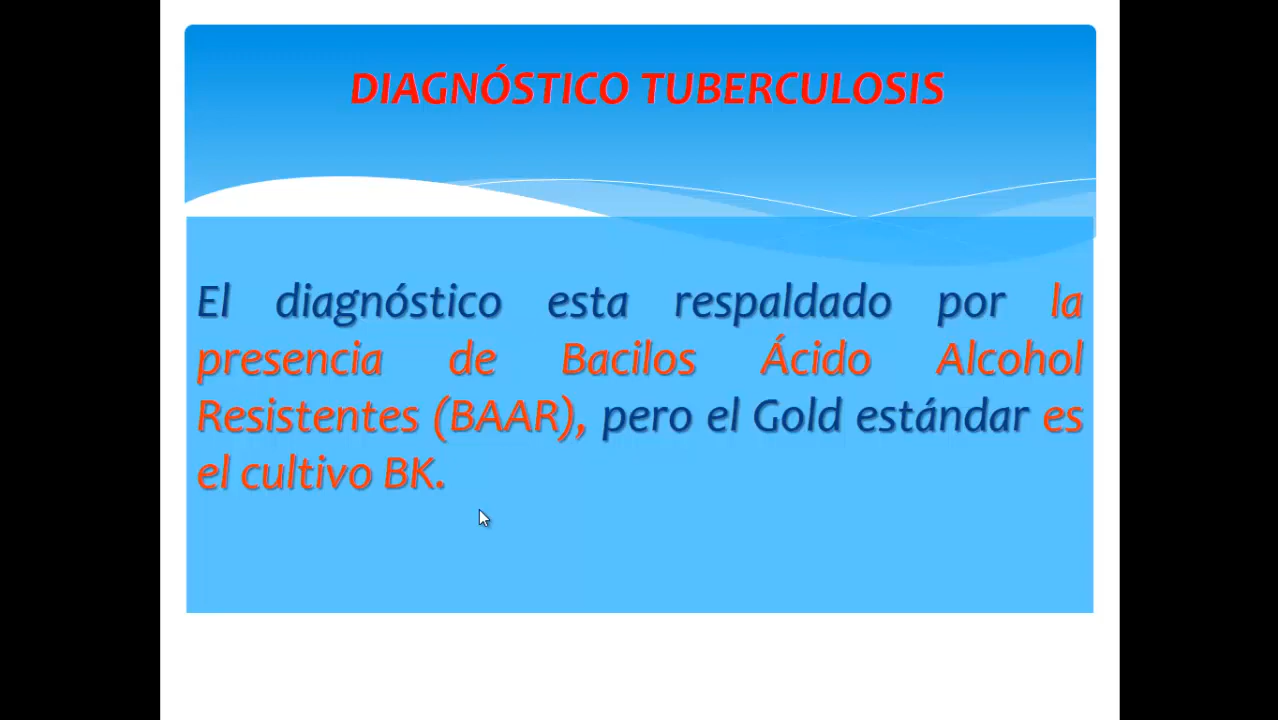 DIAGNÓSTICO TUBERCULOSIS
El diagnóstico esta respaldado por la
presencia de Bacilos Ácido Alcohol
Resistentes (BAAR), pero el Gold estándar es
el cultivo BK.